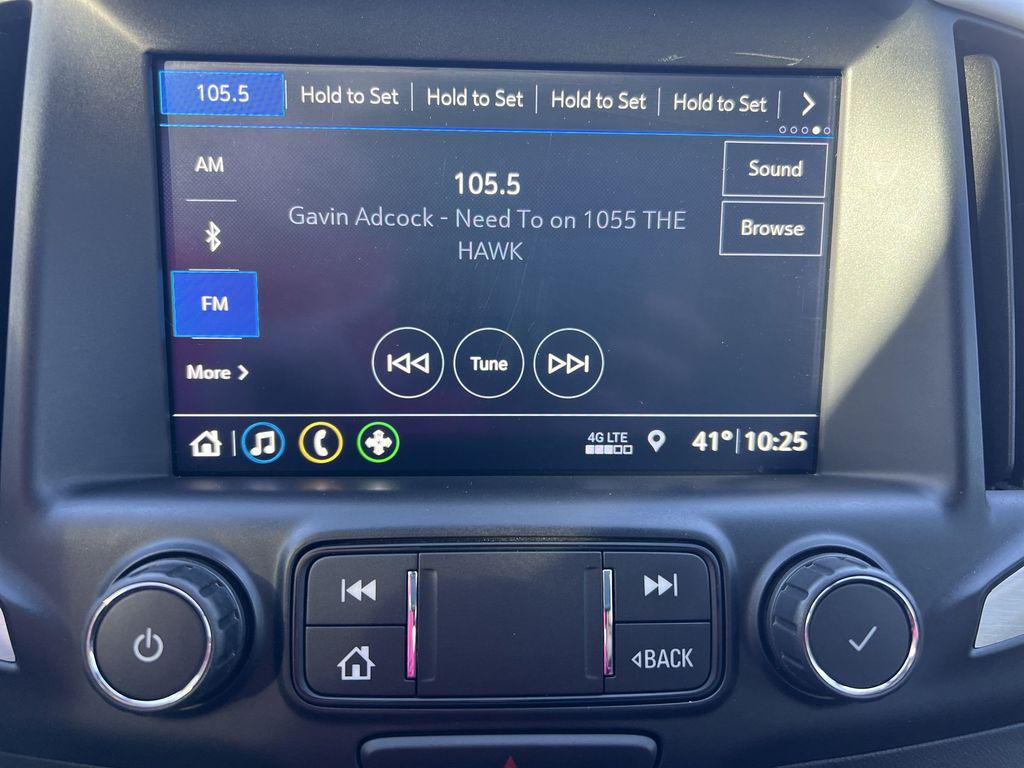 105.5 Hold to Set Hold to Set Hold to Set Hold to Set
AM
Sound
105.5
Gavin Adcock - Need To on 1055 THE
HAWK
Browse
FM
Tune
More
4G LTE
41° 10:25
BACK